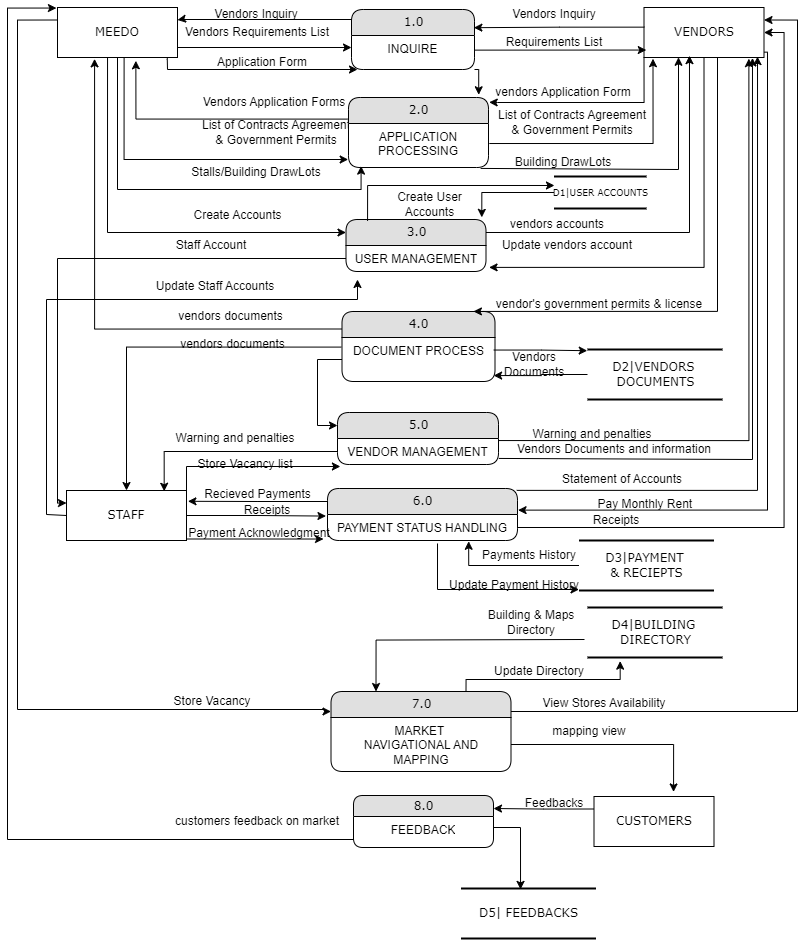 MEEDO
Vendors Inquiry
1.0
Vendors Inquiry
VENDORS
Vendors Requirements List
INQUIRE
Requirements List
Application Form
vendors Application Form
Vendors Application Forms
2.0
List of Contracts Agreement
& Government Permits
List of Contracts Agreement
& Government Permits
APPLICATION
PROCESSING
Stalls/Building DrawLots
Building DrawLots
Create User
Accounts
D1|USER ACCOUNTS
Create Accounts
3.0
vendors accounts
Staff Account
USER MANAGEMENT
Update vendors account
Update Staff Accounts
vendor's government permits & license
vendors documents
4.0
vendors documents
DOCUMENT PROCESS
Vendors
Documents
D2|VENDORS
DOCUMENTS
5.0
Warning and penalties
VENDOR MANAGEMENT
Warning and penalties
Vendors Documents and information
Store Vacancy list
Statement of Accounts
STAFF
Recieved Payments
6.0
Pay Monthly Rent
Receipts
Receipts
Payment Acknowledgment
PAYMENT STATUS HANDLING
Payments History
D3|PAYMENT
& RECIEPTS
Update Payment History
Building & Maps
Directory
D4|BUILDING
DIRECTORY
Update Directory
Store Vacancy
7.0
View Stores Availability
MARKET
NAVIGATIONAL AND
MAPPING
mapping view
8.0
Feedbacks
CUSTOMERS
customers feedback on market
FEEDBACK
D5| FEEDBACKS